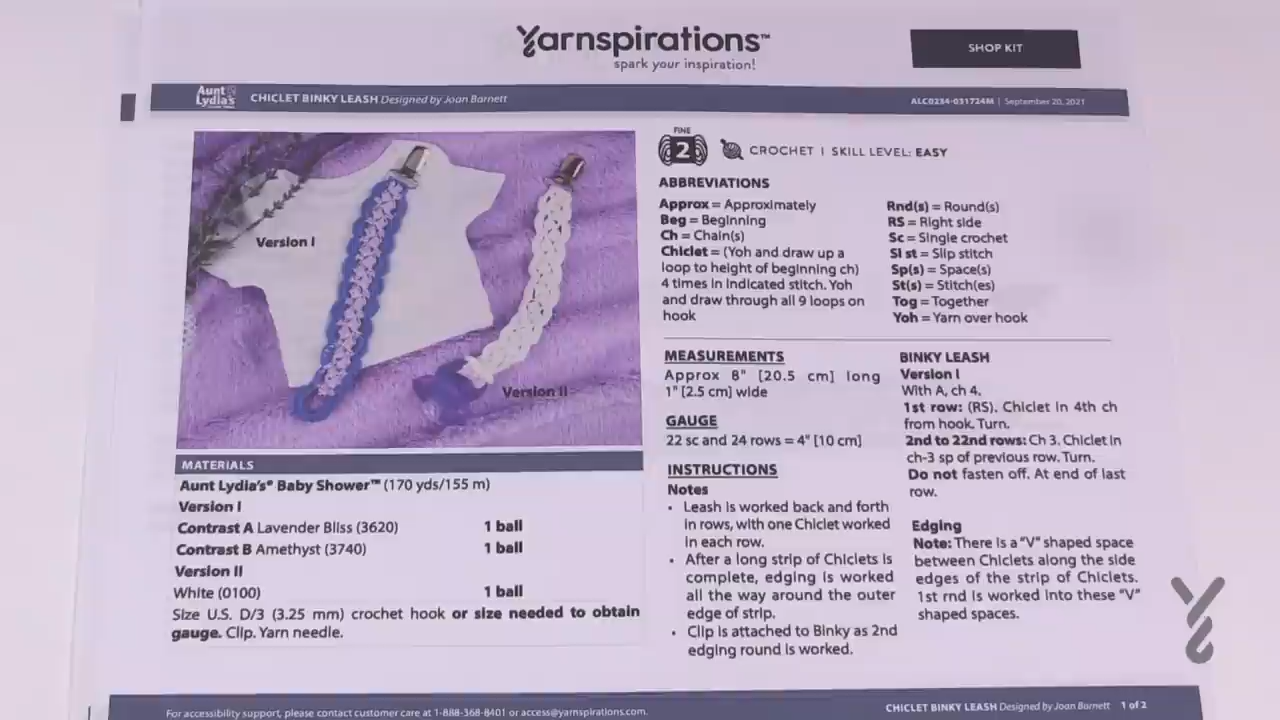 Yarnspirations™
spark your inspiration!
SHOP KIT
Aunt
Lydia's
CHICLET BINKY LEASH Designed by Joan Barnett
ALC0234-031724M | September 20, 2021
Version I
Version II
MATERIALS
Aunt Lydia's® Baby Shower™ (170 yds/155 m)
Version I
Contrast A Lavender Bliss (3620) 1 ball
Contrast B Amethyst (3740) 1 ball
Version II
White (0100) 1 ball
Size U.S. D/3 (3.25 mm) crochet hook or size needed to obtain
gauge. Clip. Yarn needle.
FINE
2
CROCHET | SKILL LEVEL: EASY
ABBREVIATIONS
Approx = Approximately
Beg = Beginning
Ch = Chain(s)
Chiclet = (Yoh and draw up a
loop to height of beginning ch)
4 times in indicated stitch. Yoh
and draw through all 9 loops on
hook
Rnd(s) = Round(s)
RS = Right side
Sc = Single crochet
Sl st = Slip stitch
Sp(s) = Space(s)
St(s) = Stitch(es)
Tog = Together
Yoh = Yarn over hook
MEASUREMENTS
Approx 8" [20.5 cm] long
1" [2.5 cm] wide
GAUGE
22 sc and 24 rows = 4" [10 cm]
INSTRUCTIONS
Notes
• Leash is worked back and forth
in rows, with one Chiclet worked
in each row.
• After a long strip of Chiclets is
complete, edging is worked
all the way around the outer
edge of strip.
• Clip is attached to Binky as 2nd
edging round is worked.
BINKY LEASH
Version I
With A, ch 4.
1st row: (RS). Chiclet in 4th ch
from hook. Turn.
2nd to 22nd rows: Ch 3. Chiclet in
ch-3 sp of previous row. Turn.
Do not fasten off. At end of last
row.
Edging
Note: There is a "V" shaped space
between Chiclets along the side
edges of the strip of Chiclets.
1st rnd is worked into these "V"
shaped spaces.
For accessibility support, please contact customer care at 1-888-368-8401 or access@yarnspirations.com.
CHICLET BINKY LEASH Designed by Joan Barnett 1 of 2